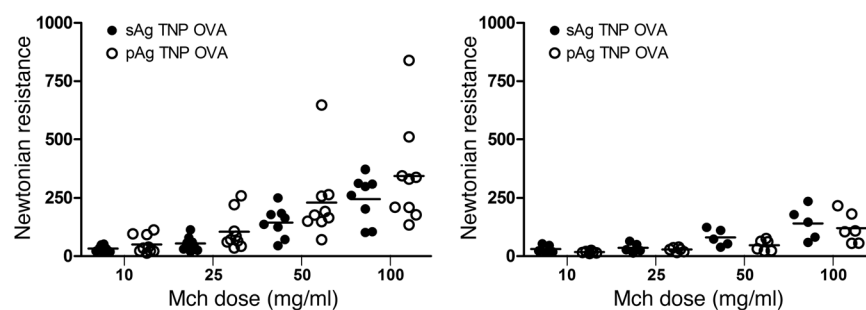 1000
750
500
250
0
Newtonian resistance
sAg TNP OVA
pAg TNP OVA
10 25 50 100
Mch dose (mg/ml)
1000
750
500
250
0
Newtonian resistance
sAg TNP OVA
pAg TNP OVA
10 25 50 100
Mch dose (mg/ml)